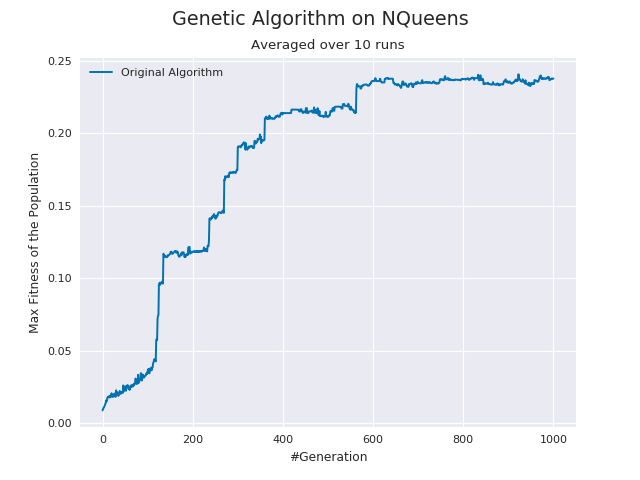 Genetic Algorithm on NQueens
Averaged over 10 runs
Original Algorithm
Max Fitness of the Population
0.25
0.20
0.15
0.10
0.05
0.00
0 200 400 600 800 1000
#Generation